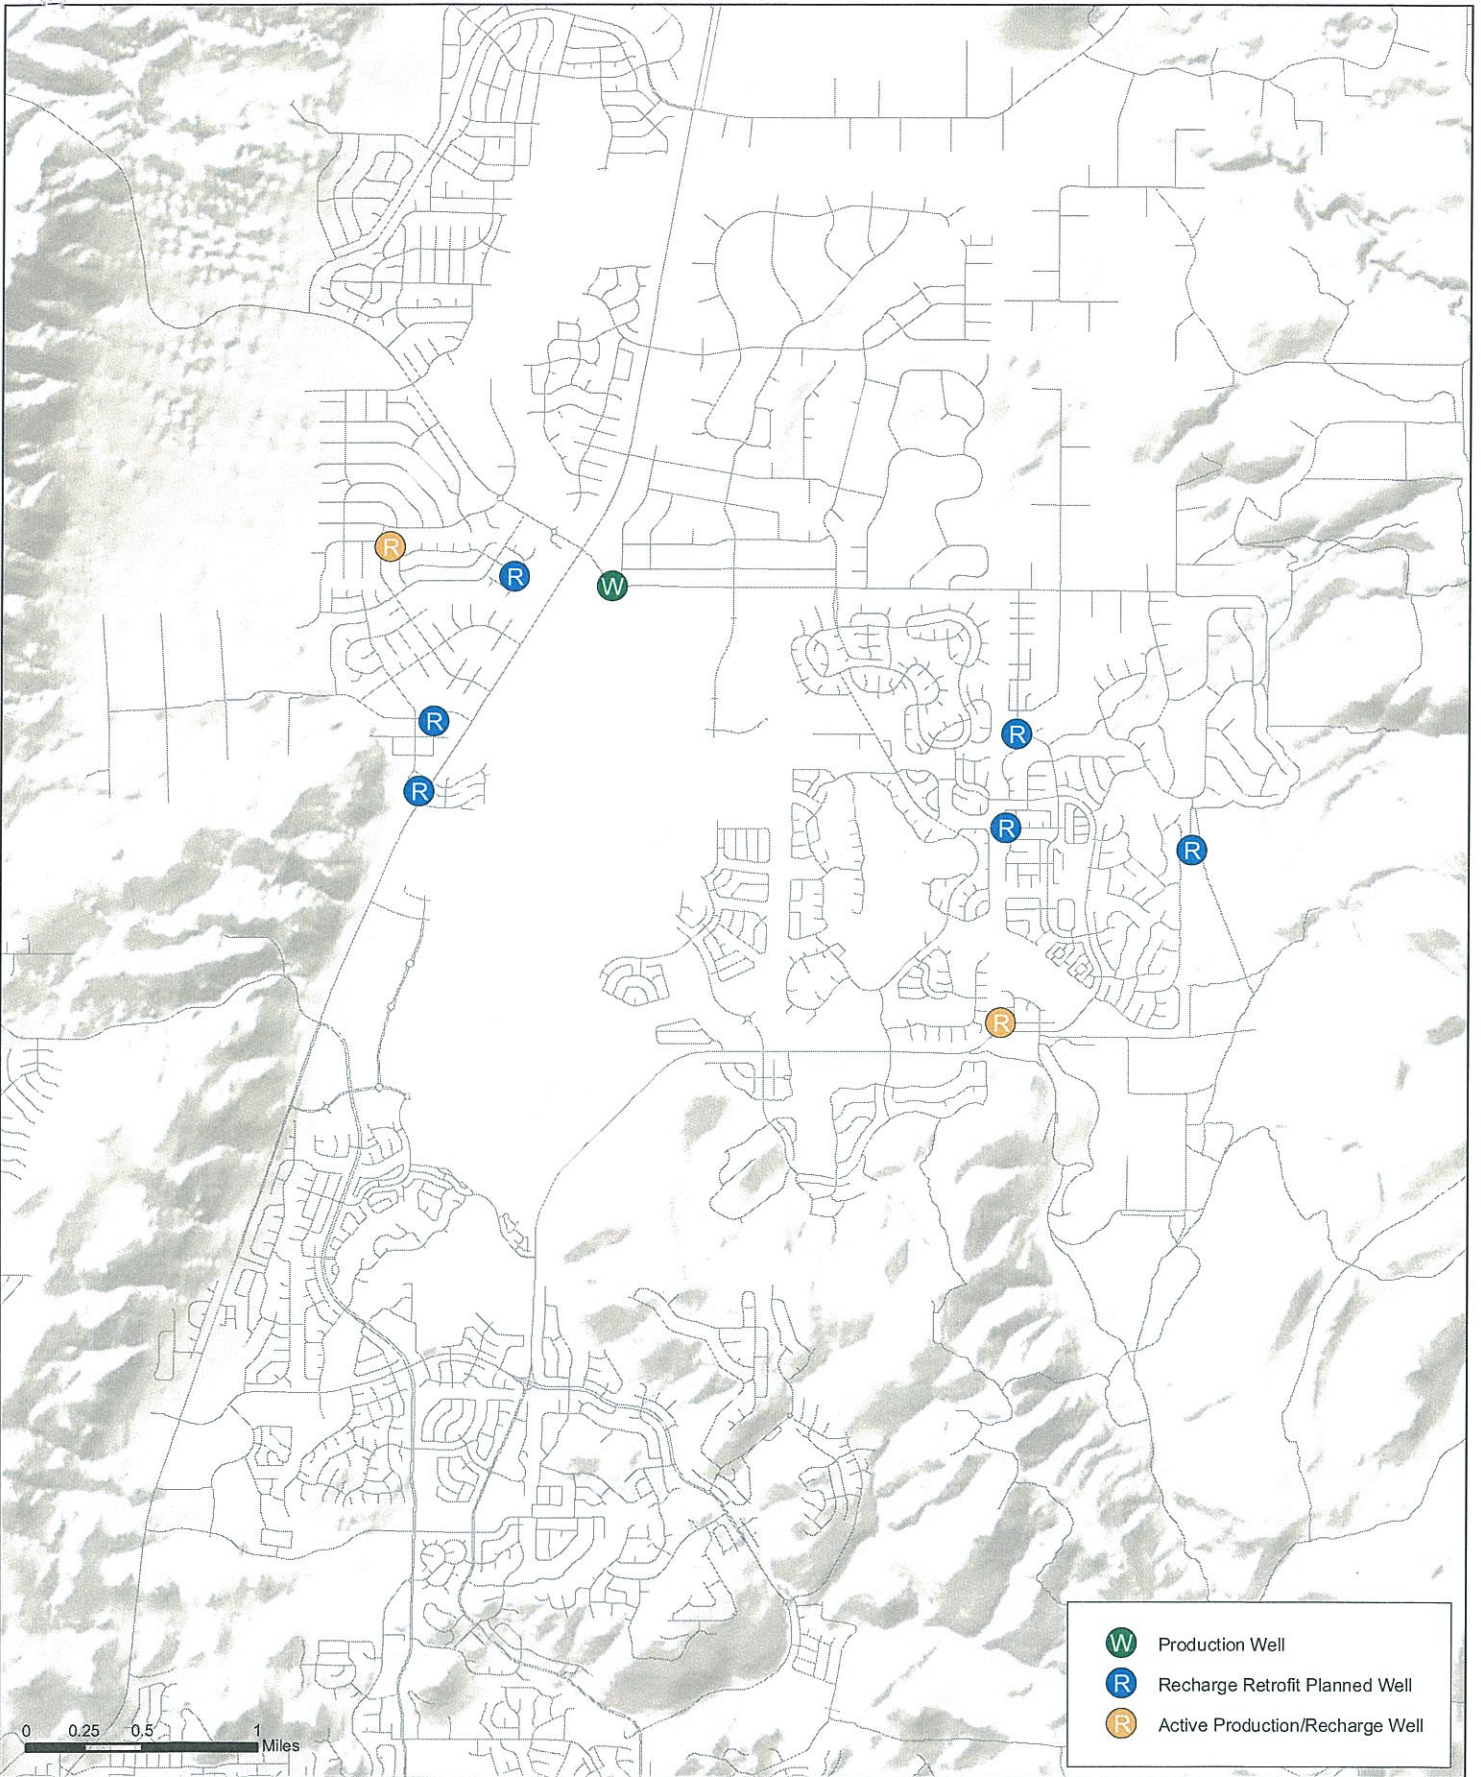 R
R
W
R
R
R
R
R
R
W Production Well
R Recharge Retrofit Planned Well
R Active Production/Recharge Well
0 0.25 0.5 1
Miles